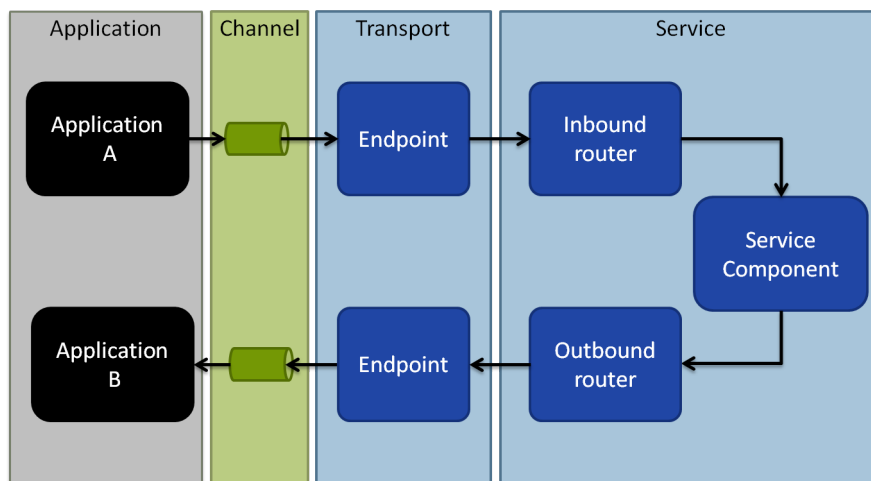 Application
Channel
Transport
Service
Application
A
Endpoint
Inbound
router
Service
Component
Application
B
Endpoint
Outbound
router